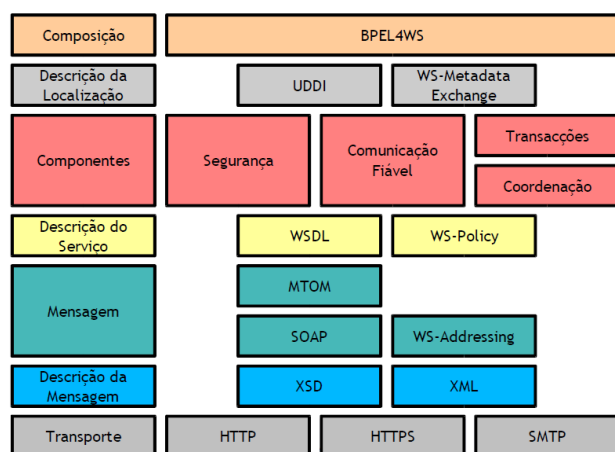 Composição
BPEL4WS
Descrição da
Localização
UDDI
WS-Metadata
Exchange
Componentes
Segurança
Comunicação
Fiável
Transacções
Coordenação
Descrição do
Serviço
WSDL
WS-Policy
Mensagem
MTOM
SOAP
WS-Addressing
Descrição da
Mensagem
XSD
XML
Transporte
HTTP
HTTPS
SMTP